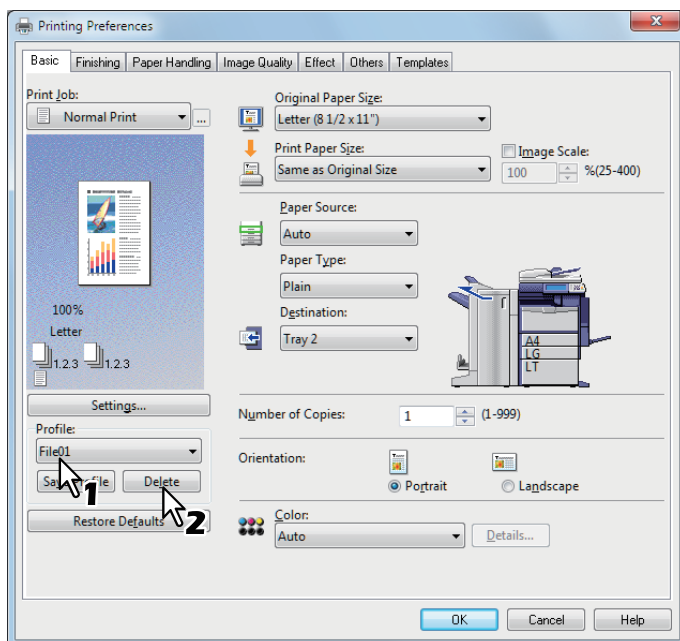 Printing Preferences
Basic Finishing Paper Handling Image Quality Effect Others Templates
Print Job:
Normal Print ...
100%
Letter
1.2.3 1.2.3
Settings...
Profile:
File01
Save Profile Delete
1
2
Restore Defaults
Original Paper Size:
Letter (8 1/2 x 11")
Print Paper Size:
Same as Original Size
Image Scale:
100 %(25-400)
Paper Source:
Auto
Paper Type:
Plain
Destination:
Tray 2
A4
LG
LT
Number of Copies: 1 (1-999)
Orientation:
Portrait Landscape
Color:
Auto Details...
OK Cancel Help